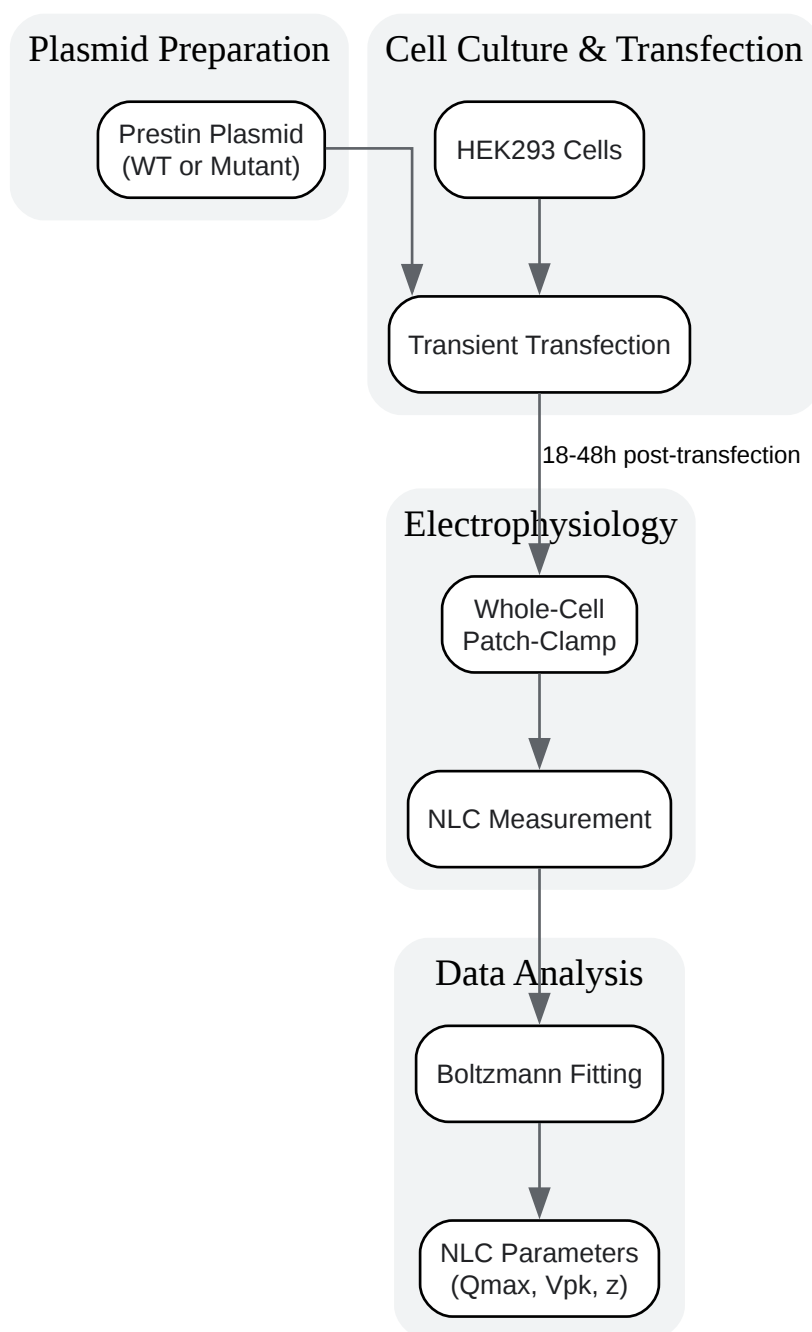 Plasmid Preparation
Prestin Plasmid
(WT or Mutant)
Cell Culture & Transfection
HEK293 Cells
Transient Transfection
18-48h post-transfection
Electrophysiology
Whole-Cell
Patch-Clamp
NLC Measurement
Data Analysis
Boltzmann Fitting
NLC Parameters
(Qmax, Vpk, z)